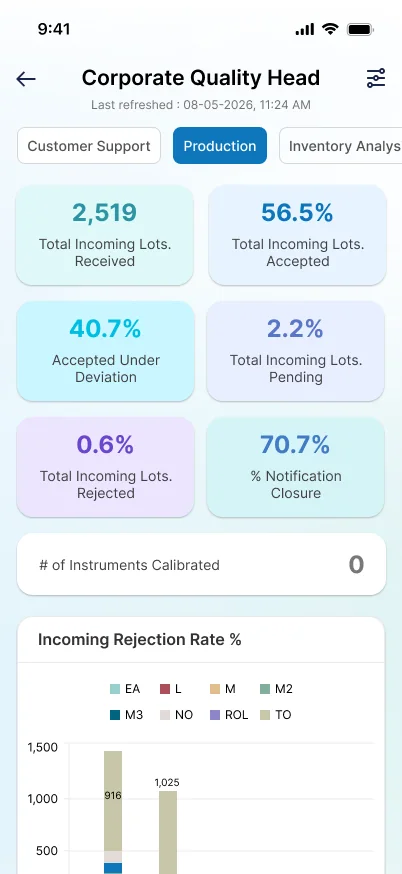 9:41
Corporate Quality Head
Last refreshed : 08-05-2026, 11:24 AM
Customer Support
Production
Inventory Analys
2,519
Total Incoming Lots.
Received
56.5%
Total Incoming Lots.
Accepted
40.7%
Accepted Under
Deviation
2.2%
Total Incoming Lots.
Pending
0.6%
Total Incoming Lots.
Rejected
70.7%
% Notification
Closure
# of Instruments Calibrated
0
Incoming Rejection Rate %
EA
L
M
M2
M3
NO
ROL
TO
1,500
1,025
1,000
916
500